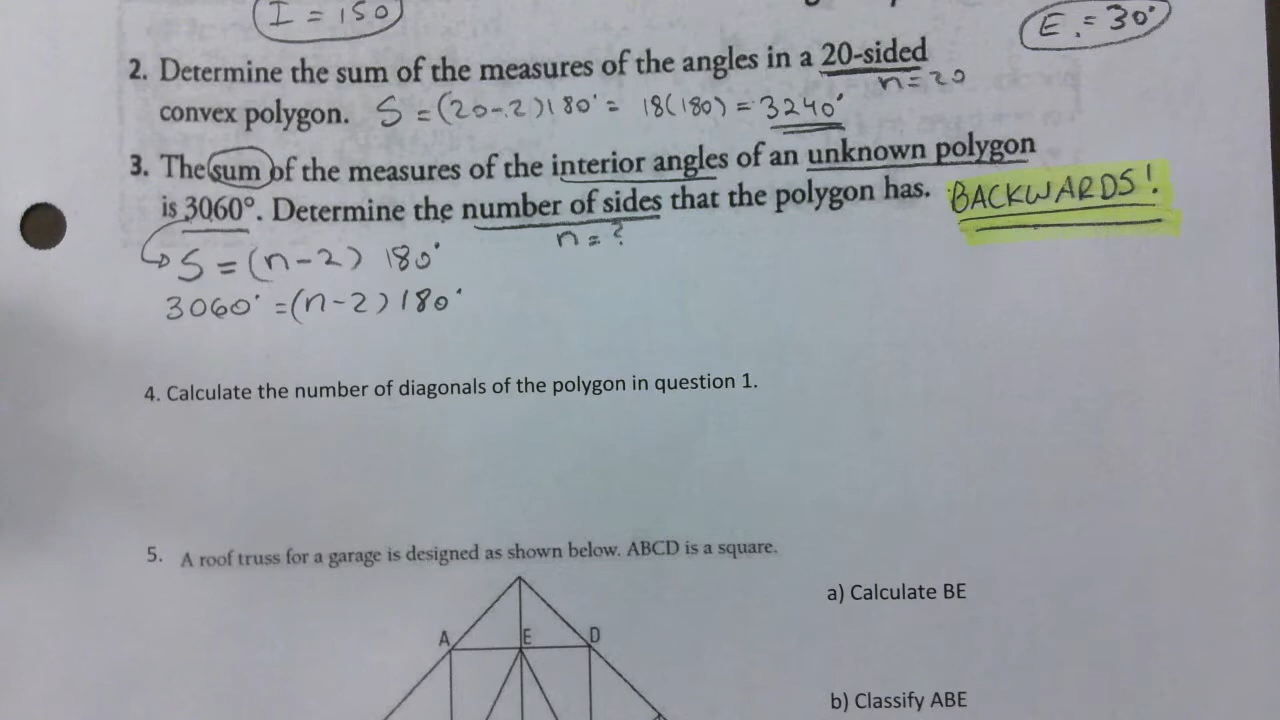 I = 150
E = 30°
2. Determine the sum of the measures of the angles in a 20-sided
n = 20
convex polygon. S = (20-2)180° = 18(180) = 3240°
3. The sum of the measures of the interior angles of an unknown polygon
is 3060°. Determine the number of sides that the polygon has. BACKWARDS!
n = ?
S = (n-2) 180°
3060° = (n-2)180°
4. Calculate the number of diagonals of the polygon in question 1.
5. A roof truss for a garage is designed as shown below. ABCD is a square.
a) Calculate BE
A E D
b) Classify ABE